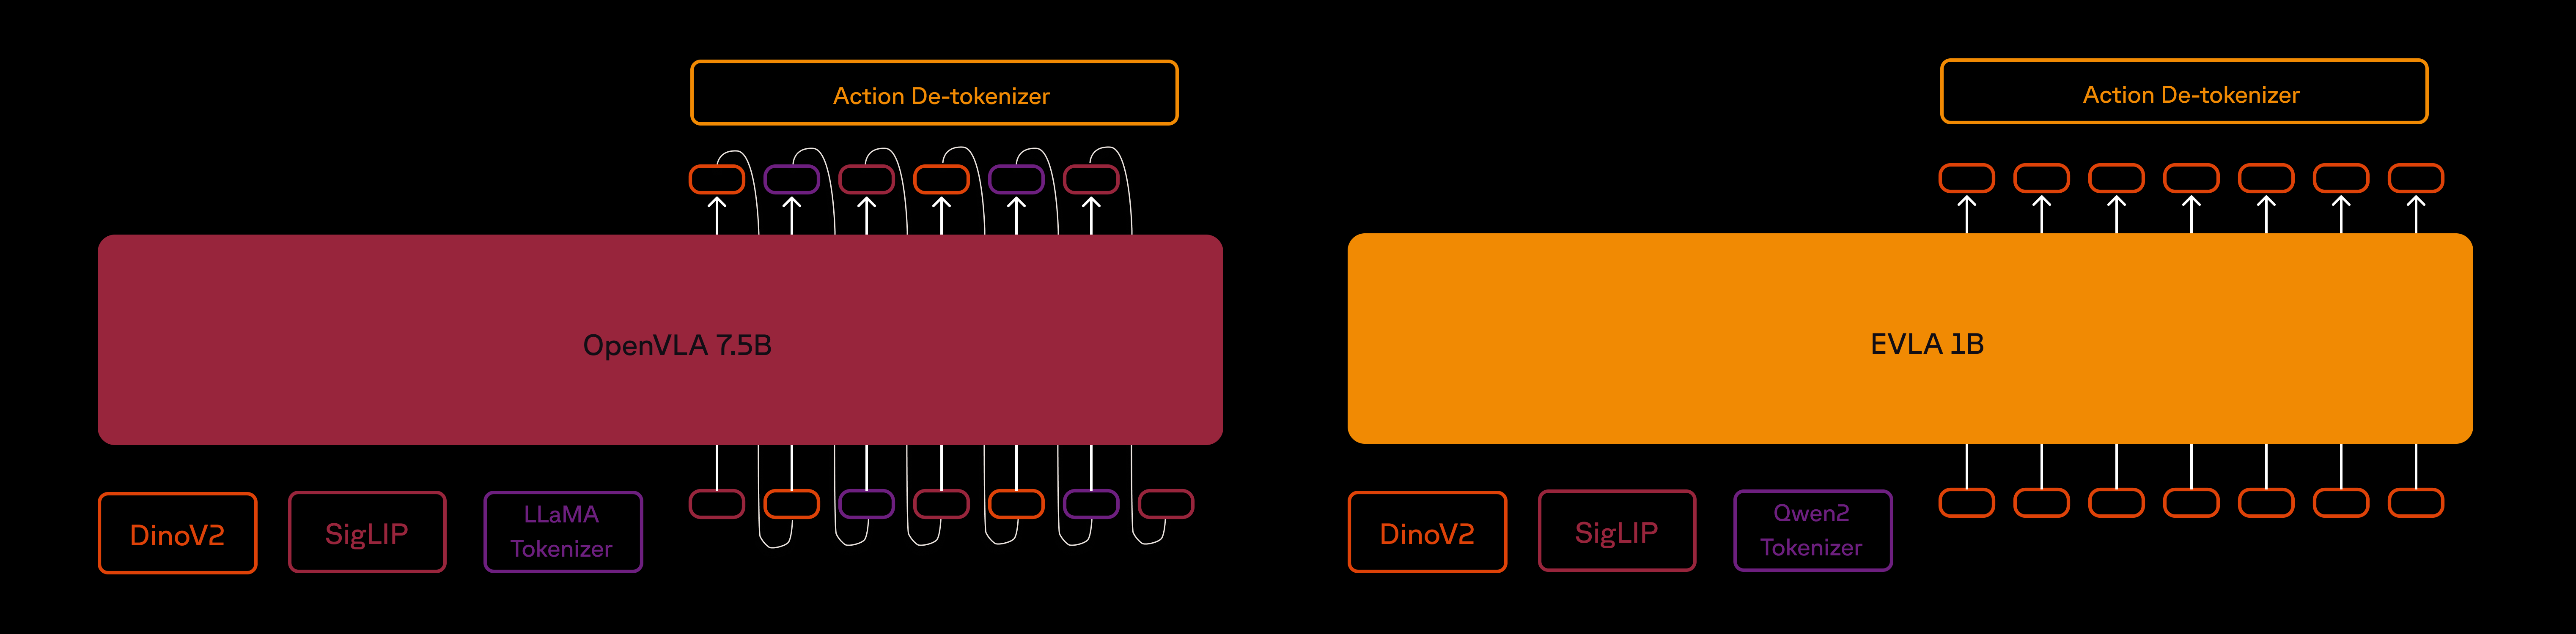 Action De-tokenizer
OpenVLA 7.5B
DinoV2
SigLIP
LLaMA
Tokenizer
Action De-tokenizer
EVLA 1B
DinoV2
SigLIP
Qwen2
Tokenizer